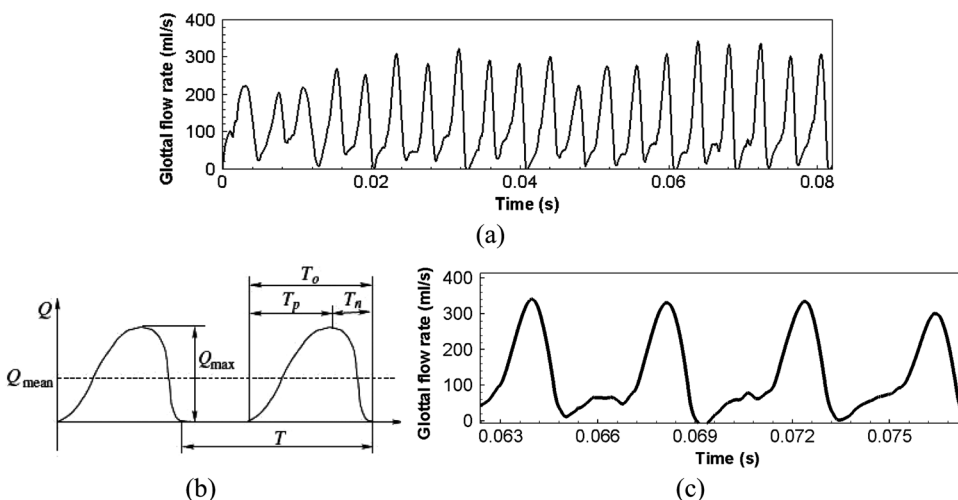 Glottal flow rate (ml/s)
400
300
200
100
0
0
0.02
0.04
0.06
0.08
Time (s)
(a)
Q
Q_mean
T_o
T_p
T_n
Q_max
T
(b)
Glottal flow rate (ml/s)
400
300
200
100
0
0.063
0.066
0.069
0.072
0.075
Time (s)
(c)